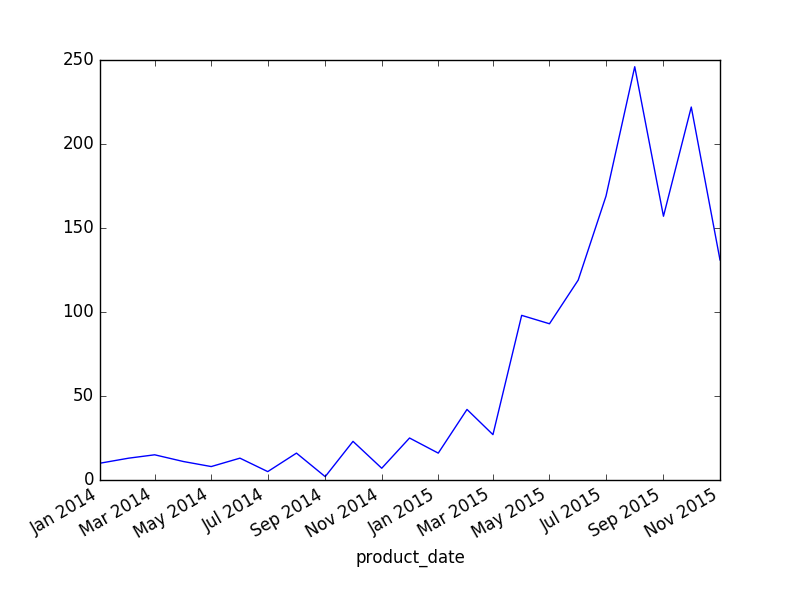 250
200
150
100
50
0
Jan 2014
Mar 2014
May 2014
Jul 2014
Sep 2014
Nov 2014
Jan 2015
Mar 2015
May 2015
Jul 2015
Sep 2015
Nov 2015
product_date